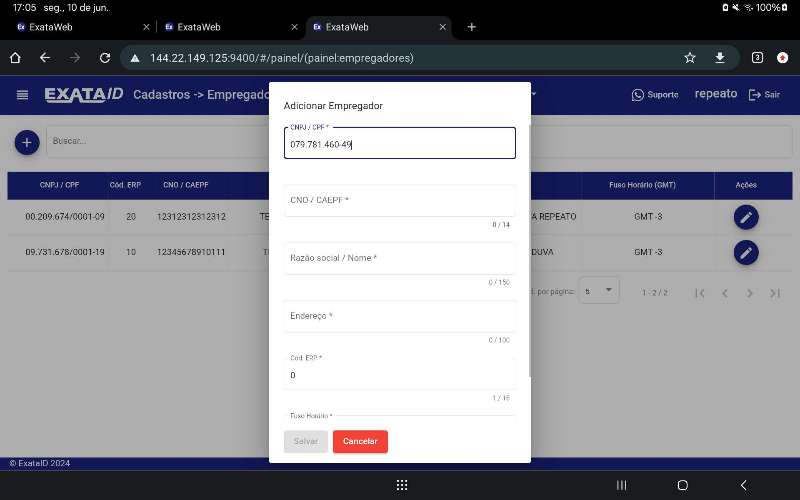 17:05 seg., 10 de jun.
100%
ExataWeb
ExataWeb
ExataWeb
144.22.149.125:9400/#/painel/(painel:empregadores)
3
EXATAID Cadastros -> Empregado
Suporte
repeato
Sair
Buscar...
CNPJ / CPF
Cód. ERP
CNO / CAEPF
Fuso Horário (GMT)
Ações
00.209.674/0001-09 20 12312312312312 TE
A REPEATO GMT -3
09.731.678/0001-19 10 12345678910111
DUVA GMT -3
por página: 5
1 - 2 / 2
Adicionar Empregador
CNPJ / CPF *
079.781.460-49
CNO / CAEPF *
0 / 14
Razão social / Nome *
0 / 150
Endereço *
0 / 100
Cód. ERP *
0
1 / 16
Fuso Horário *
Salvar
Cancelar
© ExataID 2024